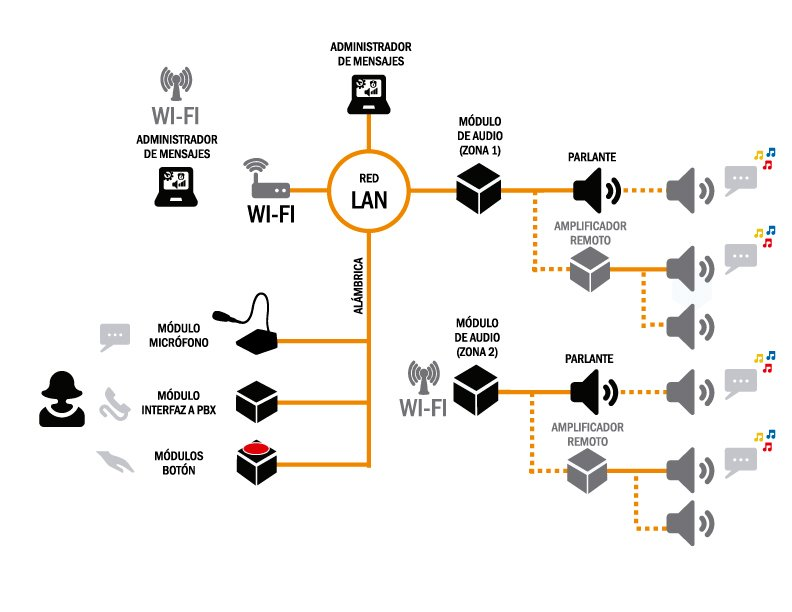 ADMINISTRADOR
DE MENSAJES
WI-FI
ADMINISTRADOR
DE MENSAJES
WI-FI
RED
LAN
ALÁMBRICA
MÓDULO
DE AUDIO
(ZONA 1)
PARLANTE
AMPLIFICADOR
REMOTO
MÓDULO
MICRÓFONO
MÓDULO
INTERFAZ A PBX
MÓDULOS
BOTÓN
MÓDULO
DE AUDIO
(ZONA 2)
WI-FI
PARLANTE
AMPLIFICADOR
REMOTO